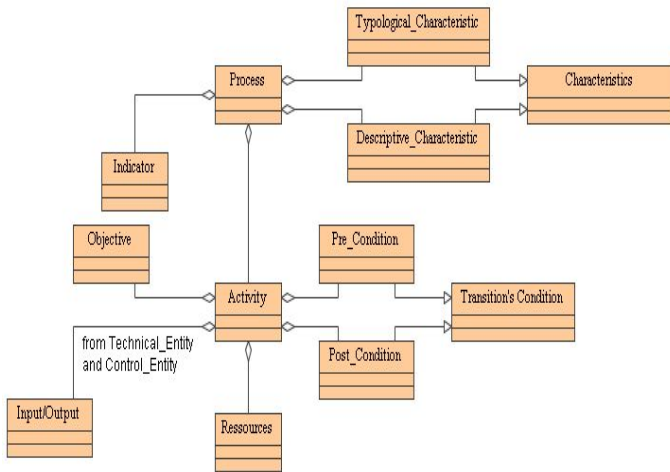 Typological_Characteristic
Process
Characteristics
Descriptive_Characteristic
Indicator
Objective
Pre_Condition
Activity
Transition's Condition
from Technical_Entity
and Control_Entity
Post_Condition
Input/Output
Ressources